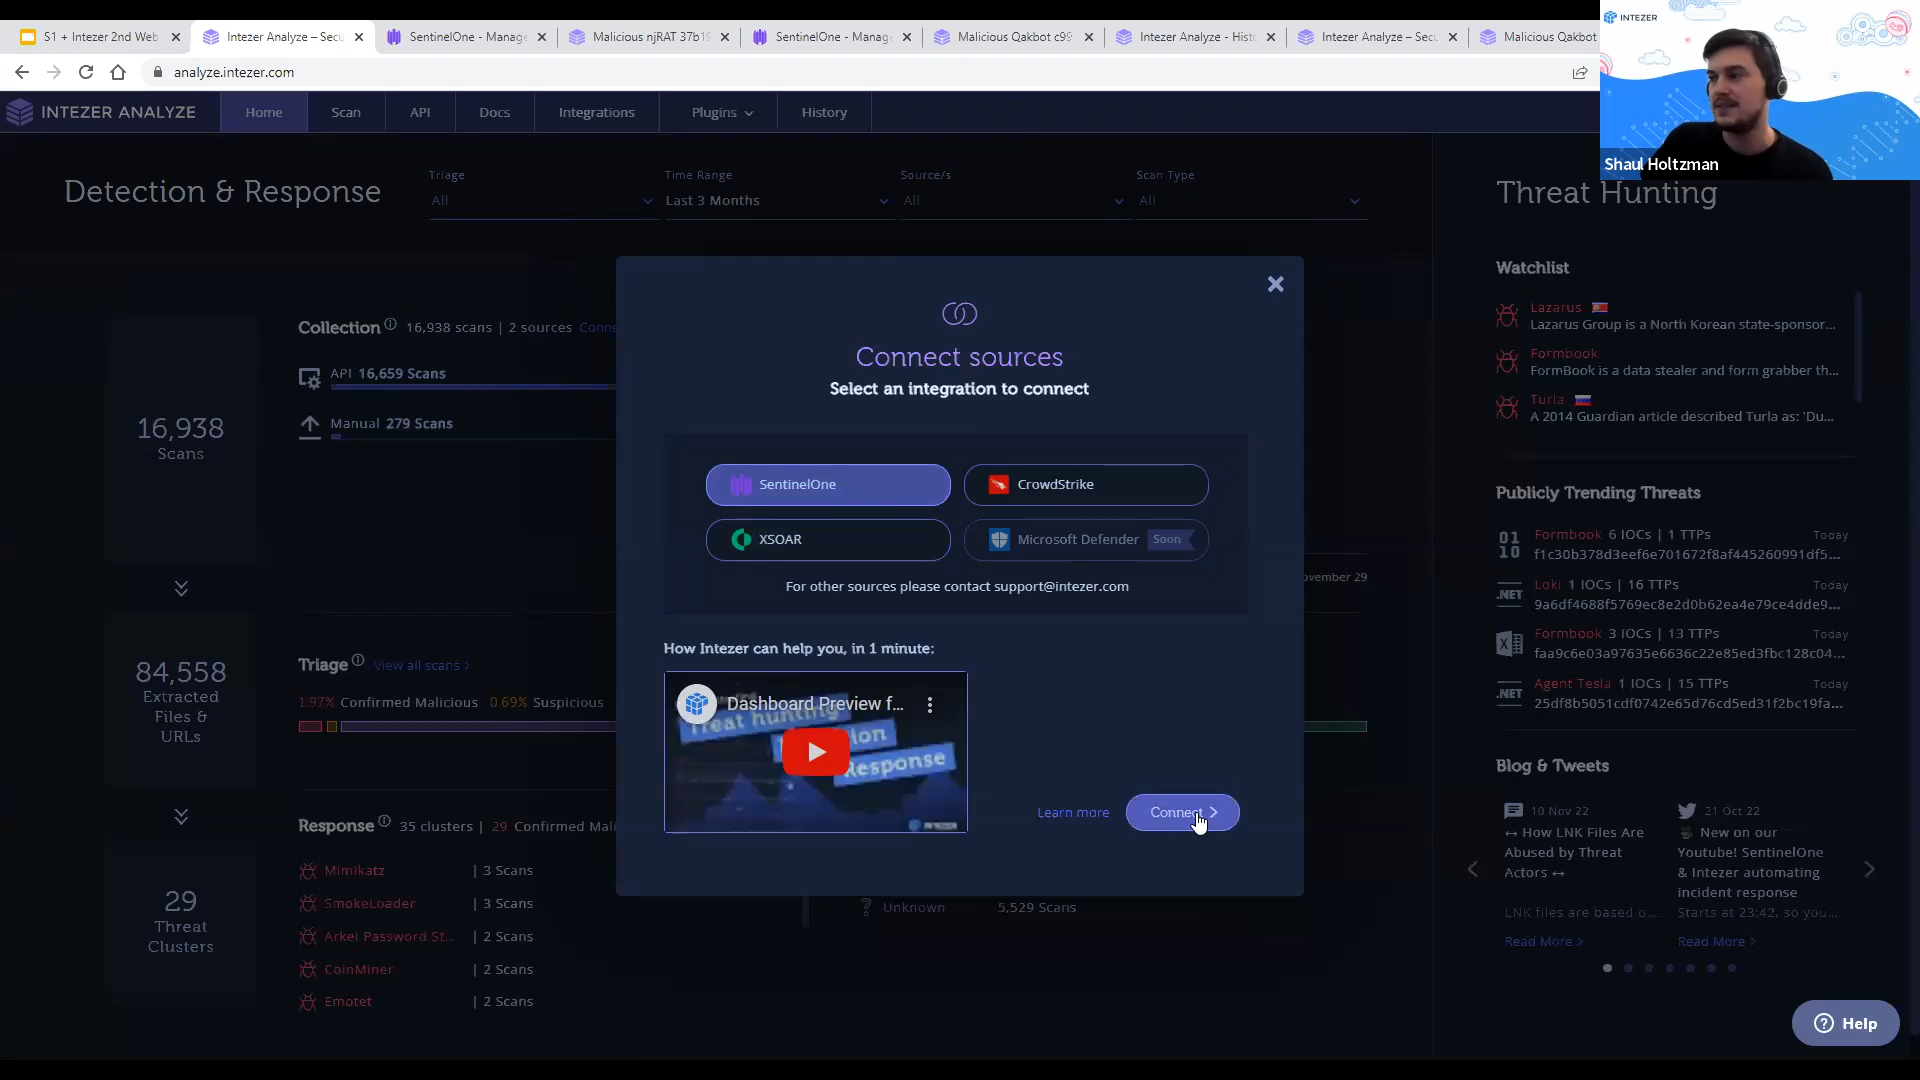 S1 + Intezer 2nd Web
Intezer Analyze – Secu
SentinelOne - Manage
Malicious njRAT 37b19
SentinelOne - Manage
Malicious Qakbot c99
Intezer Analyze - Hist
Intezer Analyze – Sec
Malicious Qakbot
analyze.intezer.com
INTEZER
Shaul Holtzman
INTEZER ANALYZE
Home
Scan
API
Docs
Integrations
Plugins
History
Detection & Response
Triage
All
Time Range
Last 3 Months
Source/s
All
Scan Type
All
16,938
Scans
84,558
Extracted
Files &
URLs
29
Threat
Clusters
Collection 16,938 scans | 2 sources
API 16,659 Scans
Manual 279 Scans
Triage View all scans >
1.97% Confirmed Malicious 0.69% Suspicious
Response 35 clusters | 29 Confirmed Mali
Mimikatz | 3 Scans
SmokeLoader | 3 Scans
Arkei Password St... | 2 Scans
CoinMiner | 2 Scans
Emotet | 2 Scans
Unknown 5,529 Scans
ovember 29
Connect sources
Select an integration to connect
SentinelOne
CrowdStrike
XSOAR
Microsoft Defender Soon
For other sources please contact support@intezer.com
How Intezer can help you, in 1 minute:
Dashboard Preview f...
Response
INTEZER
Learn more
Connect
Threat Hunting
Watchlist
Lazarus
Lazarus Group is a North Korean state-sponsor...
Formbook
FormBook is a data stealer and form grabber th...
Turla
A 2014 Guardian article described Turla as: 'Du...
Publicly Trending Threats
Formbook 6 IOCs | 1 TTPs Today
f1c30b378d3eef6e701672f8af445260991df5...
Loki 1 IOCs | 16 TTPs Today
9a6df4688f5769ec8e2d0b62ea4e79ce4dde9...
Formbook 3 IOCs | 13 TTPs Today
faa9c6e03a97635e6636c22e85ed3fbc128c04...
Agent Tesla 1 IOCs | 15 TTPs Today
25df8b5051cdf0742e65d76cd5ed31f2bc19fa...
Blog & Tweets
10 Nov 22
↔ How LNK Files Are
Abused by Threat
Actors ↔
LNK files are based o...
Read More >
21 Oct 22
New on our
Youtube! SentinelOne
& Intezer automating
incident response
Starts at 23:42, so you...
Read More >
Help